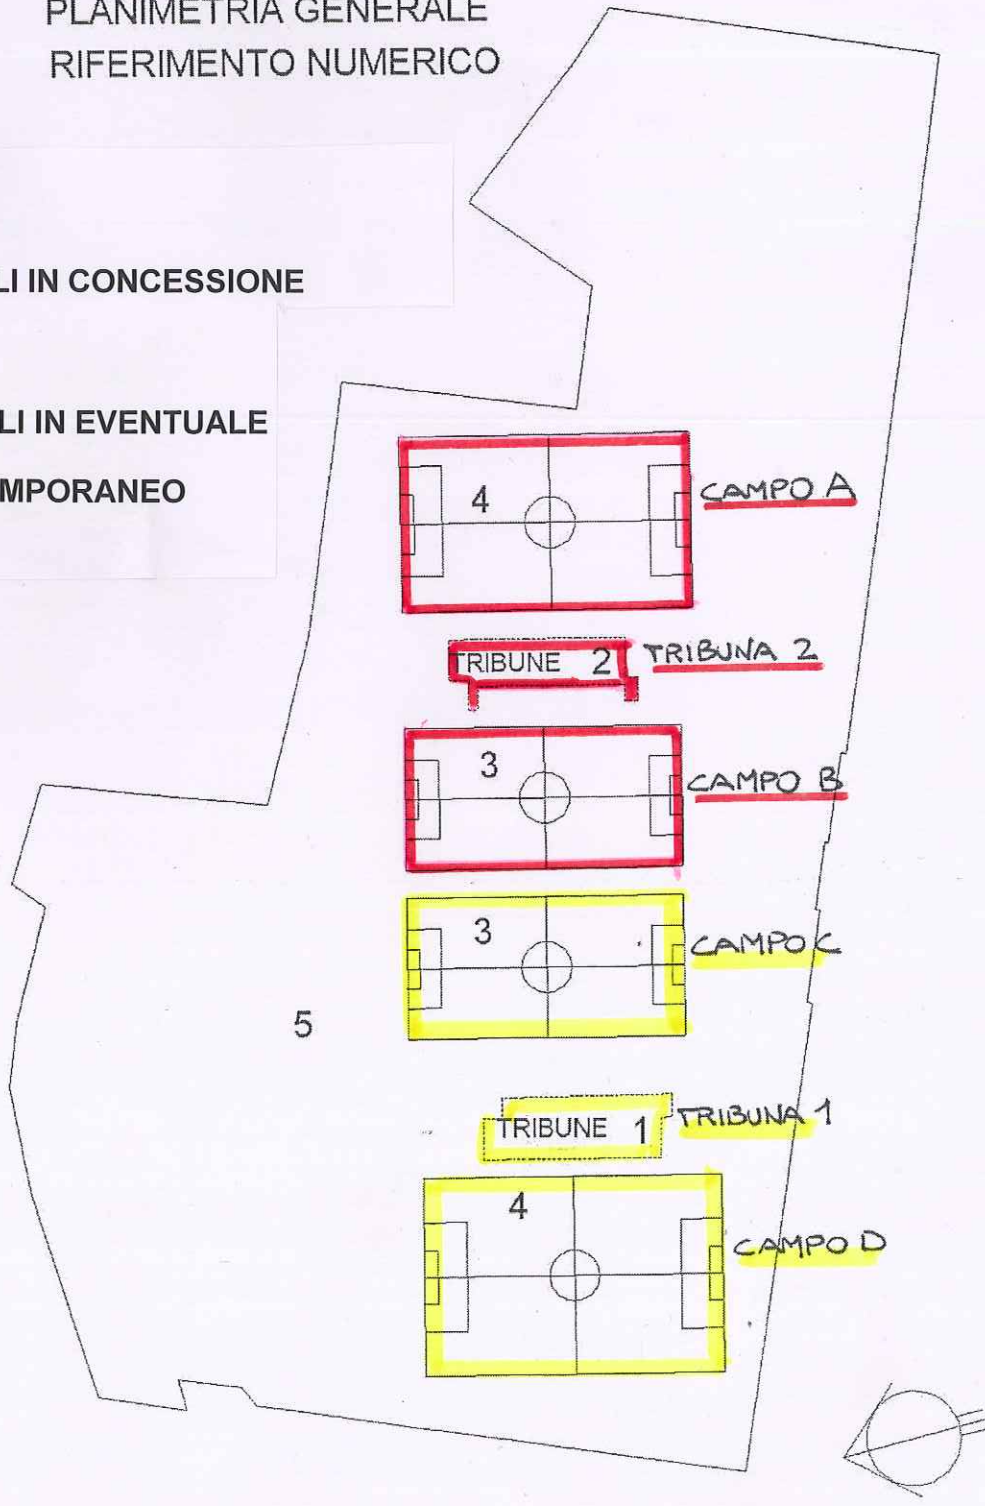 PLANIMETRIA GENERALE
RIFERIMENTO NUMERICO
LI IN CONCESSIONE
LI IN EVENTUALE
MPORANEO
4
CAMPO A
TRIBUNE 2
TRIBUNA 2
3
CAMPO B
3
CAMPO C
5
TRIBUNE 1
TRIBUNA 1
4
CAMPO D